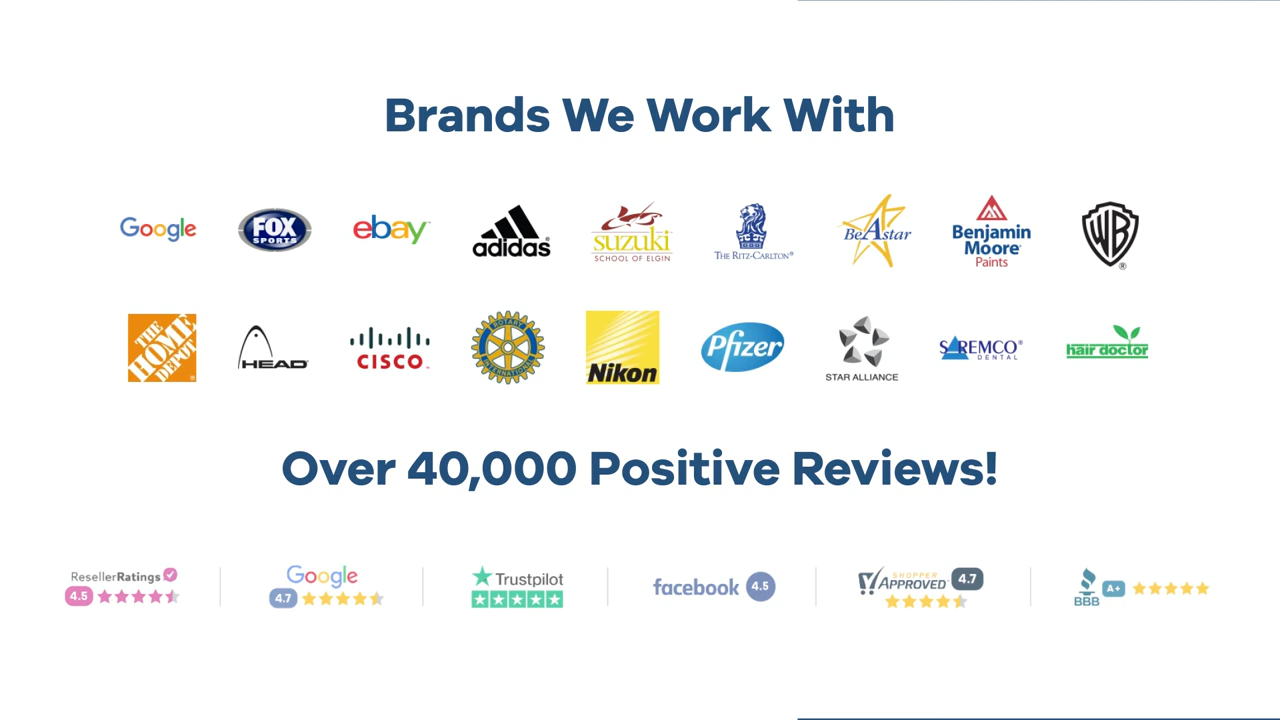 Brands We Work With
Google
FOX
SPORTS
ebay™
adidas®
suzuki
SCHOOL OF ELGIN
THE RITZ-CARLTON®
BeAstar
Benjamin
Moore®
Paints
WB
®
THE
HOME
DEPOT
HEAD
CISCO
ROTARY
INTERNATIONAL
Nikon
Pfizer
STAR ALLIANCE
SAREMCO®
DENTAL
hair doctor
Over 40,000 Positive Reviews!
ResellerRatings
4.5
Google
4.7
Trustpilot
facebook 4.5
SHOPPER
APPROVED 4.7
BBB A+